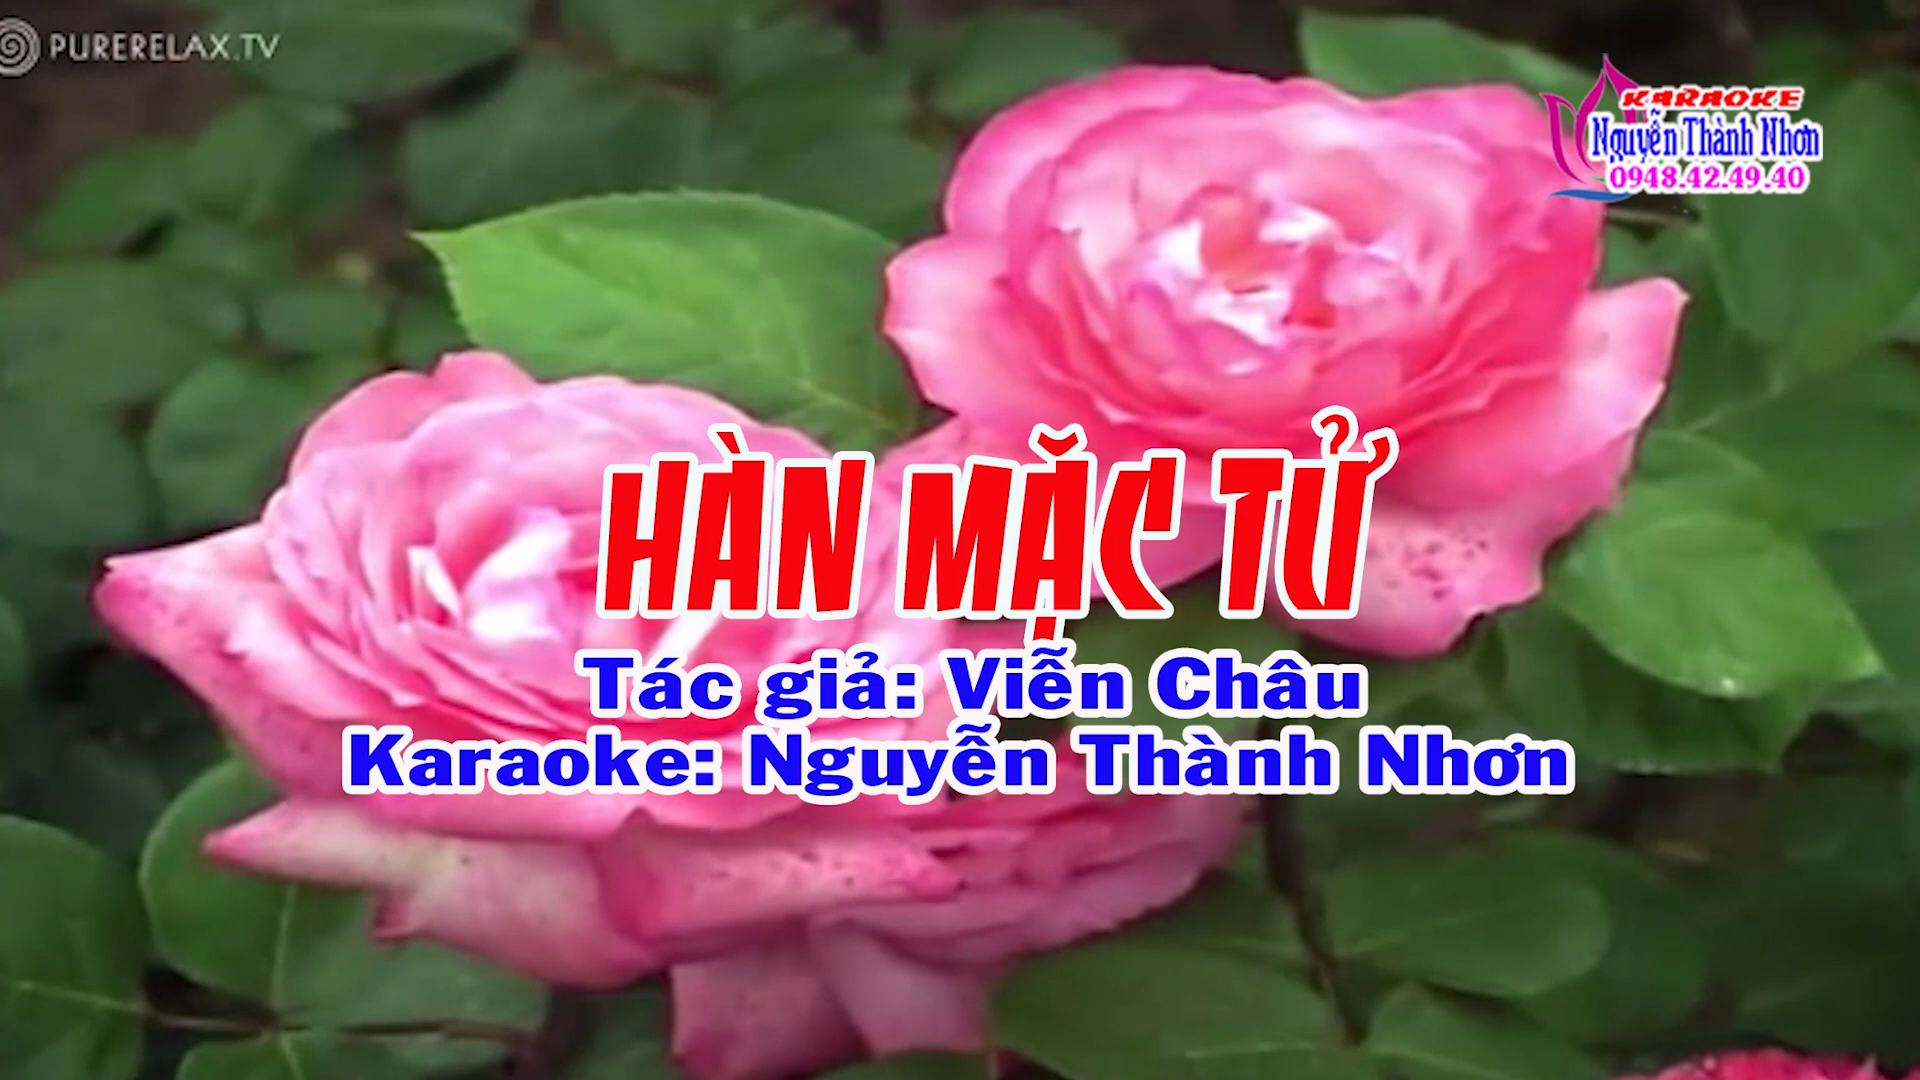 PURERELAX.TV
KARAOKE
Nguyễn Thành Nhơn
0948.42.49.40
HÀN MẶC TỬ
Tác giả: Viễn Châu
Karaoke: Nguyễn Thành Nhơn